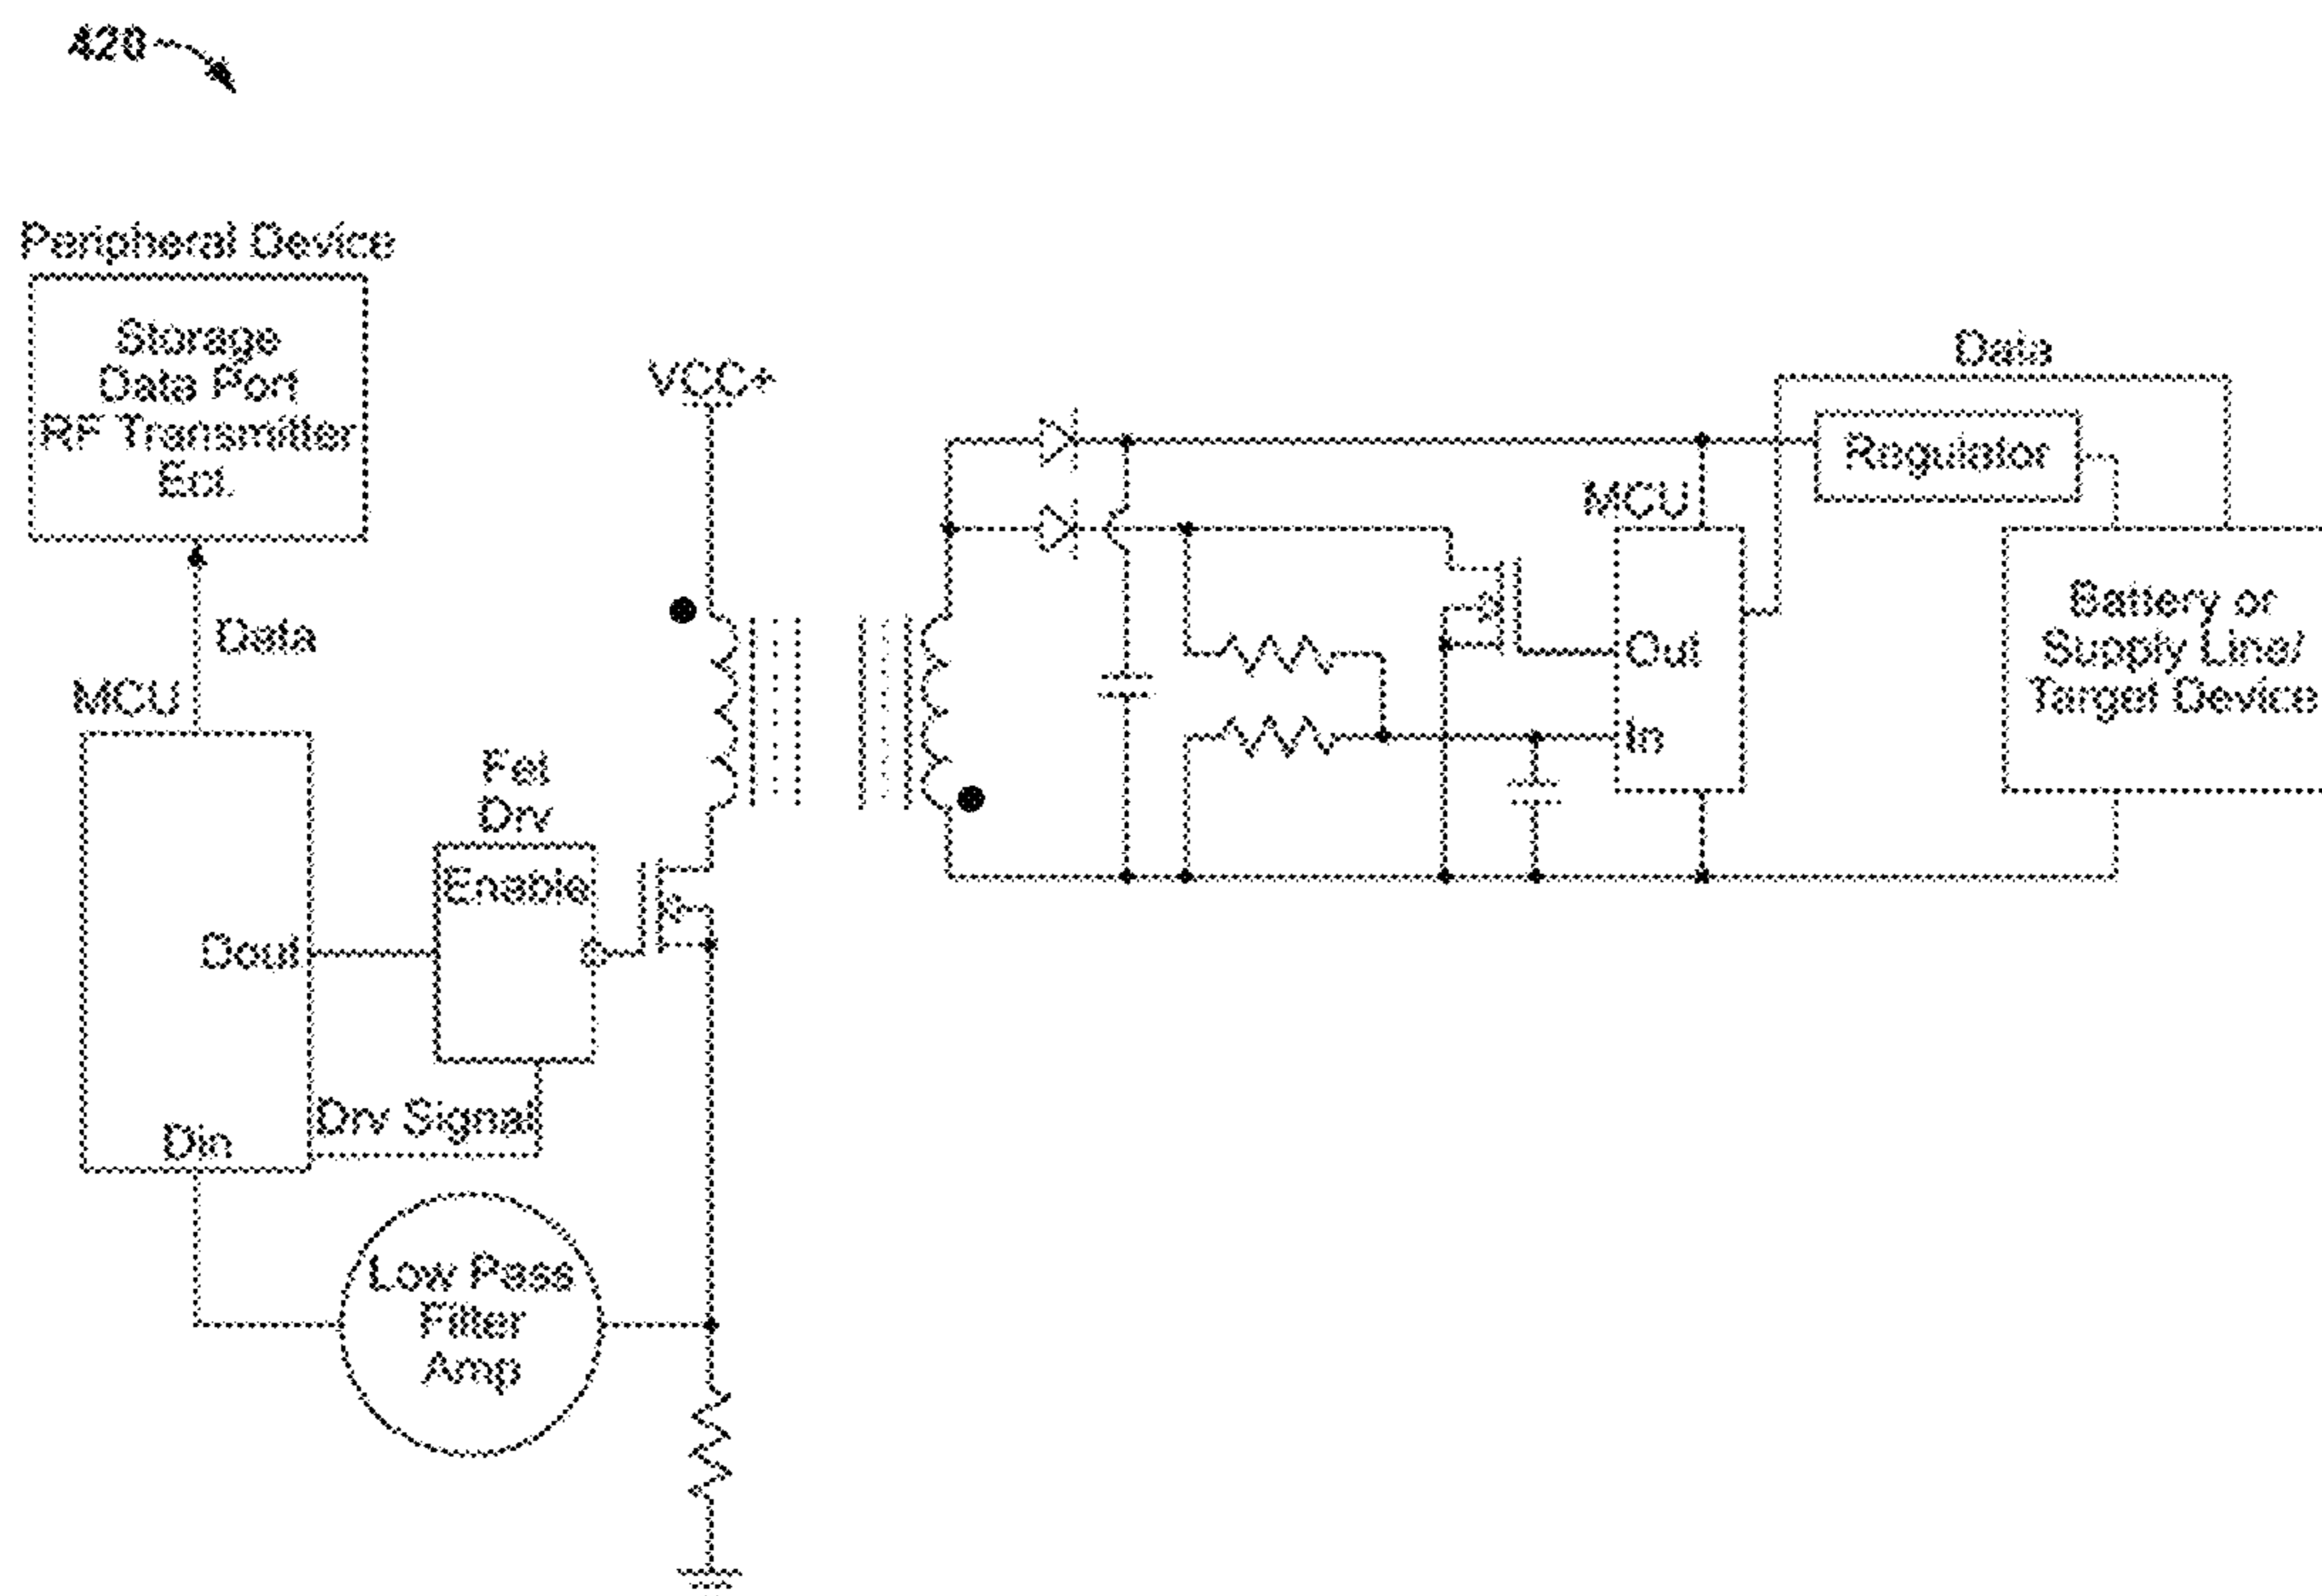 420
Peripheral Device
Storage
Data Port
RF Transmitter
Ect.
Data
MCU
Dout
Din
Fet
Drv
Enable
Drv Signal
Low Pass
Filter
Amp
VCC+
MCU
Out
In
Data
Regulator
Battery or
Supply Line/
Target Device